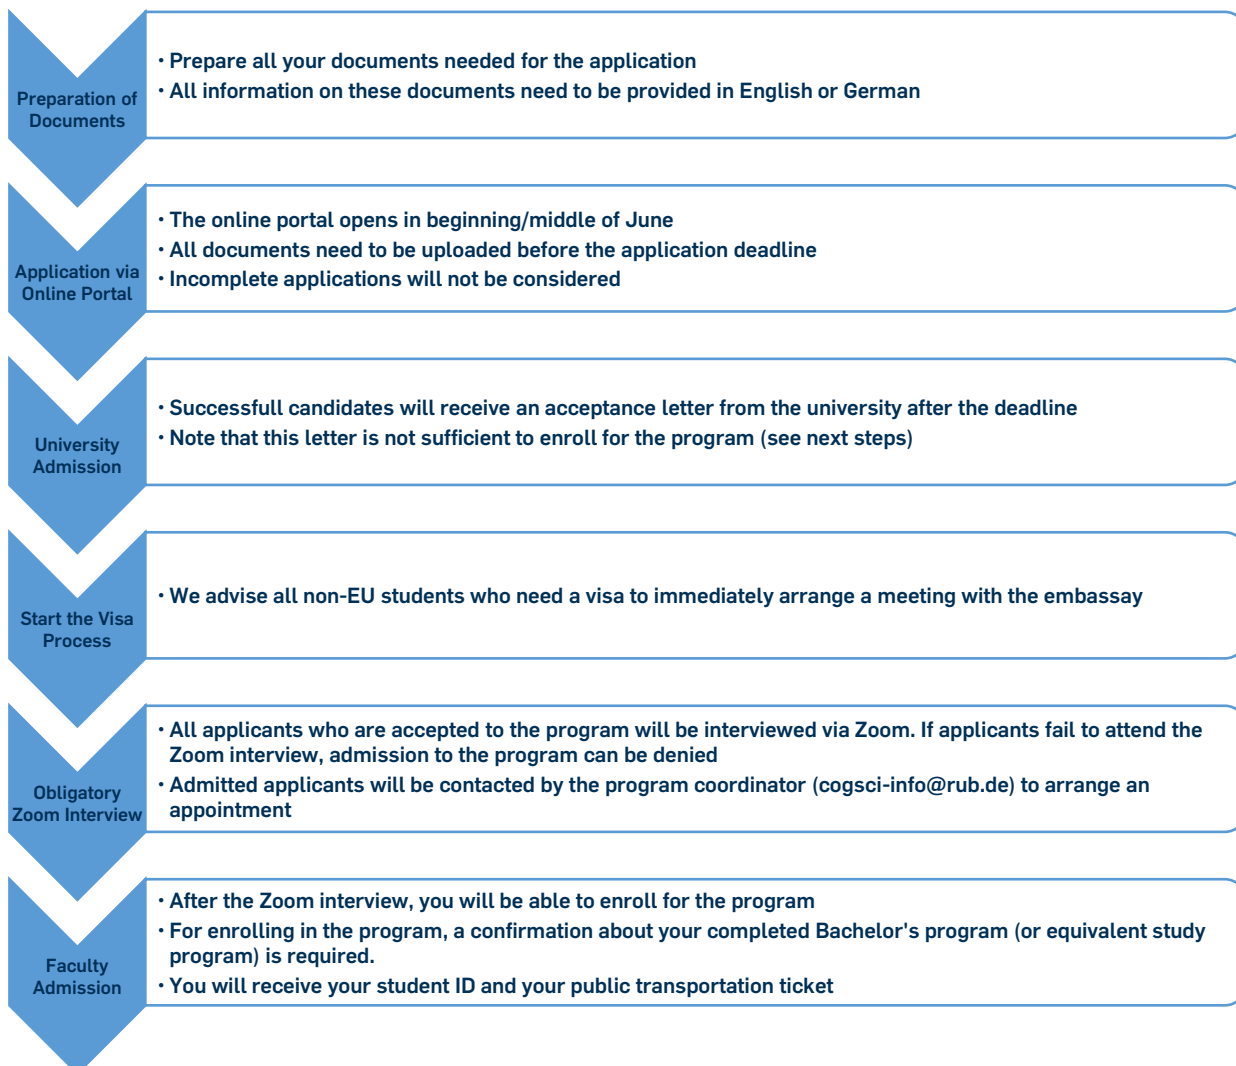 Preparation of
Documents
• Prepare all your documents needed for the application
• All information on these documents need to be provided in English or German
Application via
Online Portal
• The online portal opens in beginning/middle of June
• All documents need to be uploaded before the application deadline
• Incomplete applications will not be considered
University
Admission
• Successfull candidates will receive an acceptance letter from the university after the deadline
• Note that this letter is not sufficient to enroll for the program (see next steps)
Start the Visa
Process
• We advise all non-EU students who need a visa to immediately arrange a meeting with the embassay
Obligatory
Zoom Interview
• All applicants who are accepted to the program will be interviewed via Zoom. If applicants fail to attend the
Zoom interview, admission to the program can be denied
• Admitted applicants will be contacted by the program coordinator (cogsci-info@rub.de) to arrange an
appointment
Faculty
Admission
• After the Zoom interview, you will be able to enroll for the program
• For enrolling in the program, a confirmation about your completed Bachelor's program (or equivalent study
program) is required.
• You will receive your student ID and your public transportation ticket